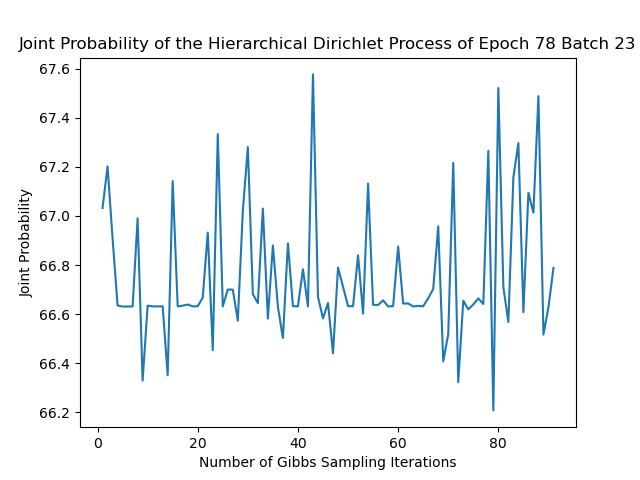 Joint Probability of the Hierarchical Dirichlet Process of Epoch 78 Batch 23
67.6
67.4
67.2
67.0
66.8
66.6
66.4
66.2
Joint Probability
0 20 40 60 80
Number of Gibbs Sampling Iterations